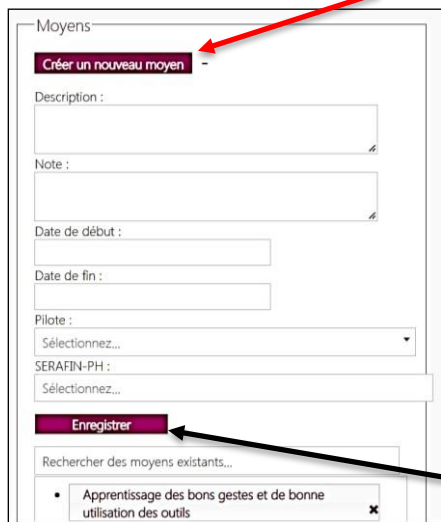 Moyens
Créer un nouveau moyen -
Description :
Note :
Date de début :
Date de fin :
Pilote :
Sélectionnez...
SERAFIN-PH :
Sélectionnez...
Enregistrer
Rechercher des moyens existants...
• Apprentissage des bons gestes et de bonne
utilisation des outils ✖